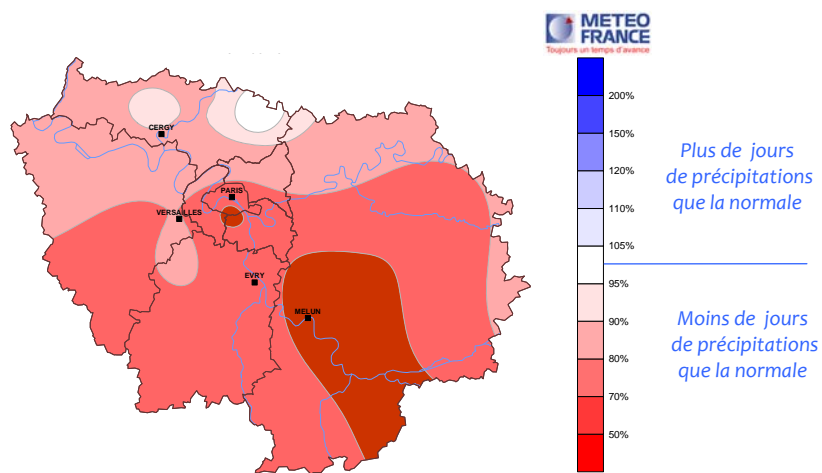 METEO
FRANCE
Toujours un temps d'avance
CERGY
PARIS
VERSAILLES
EVRY
MELUN
200%
150%
120%
110%
105%
95%
90%
80%
70%
50%
Plus de jours
de précipitations
que la normale
Moins de jours
de précipitations
que la normale